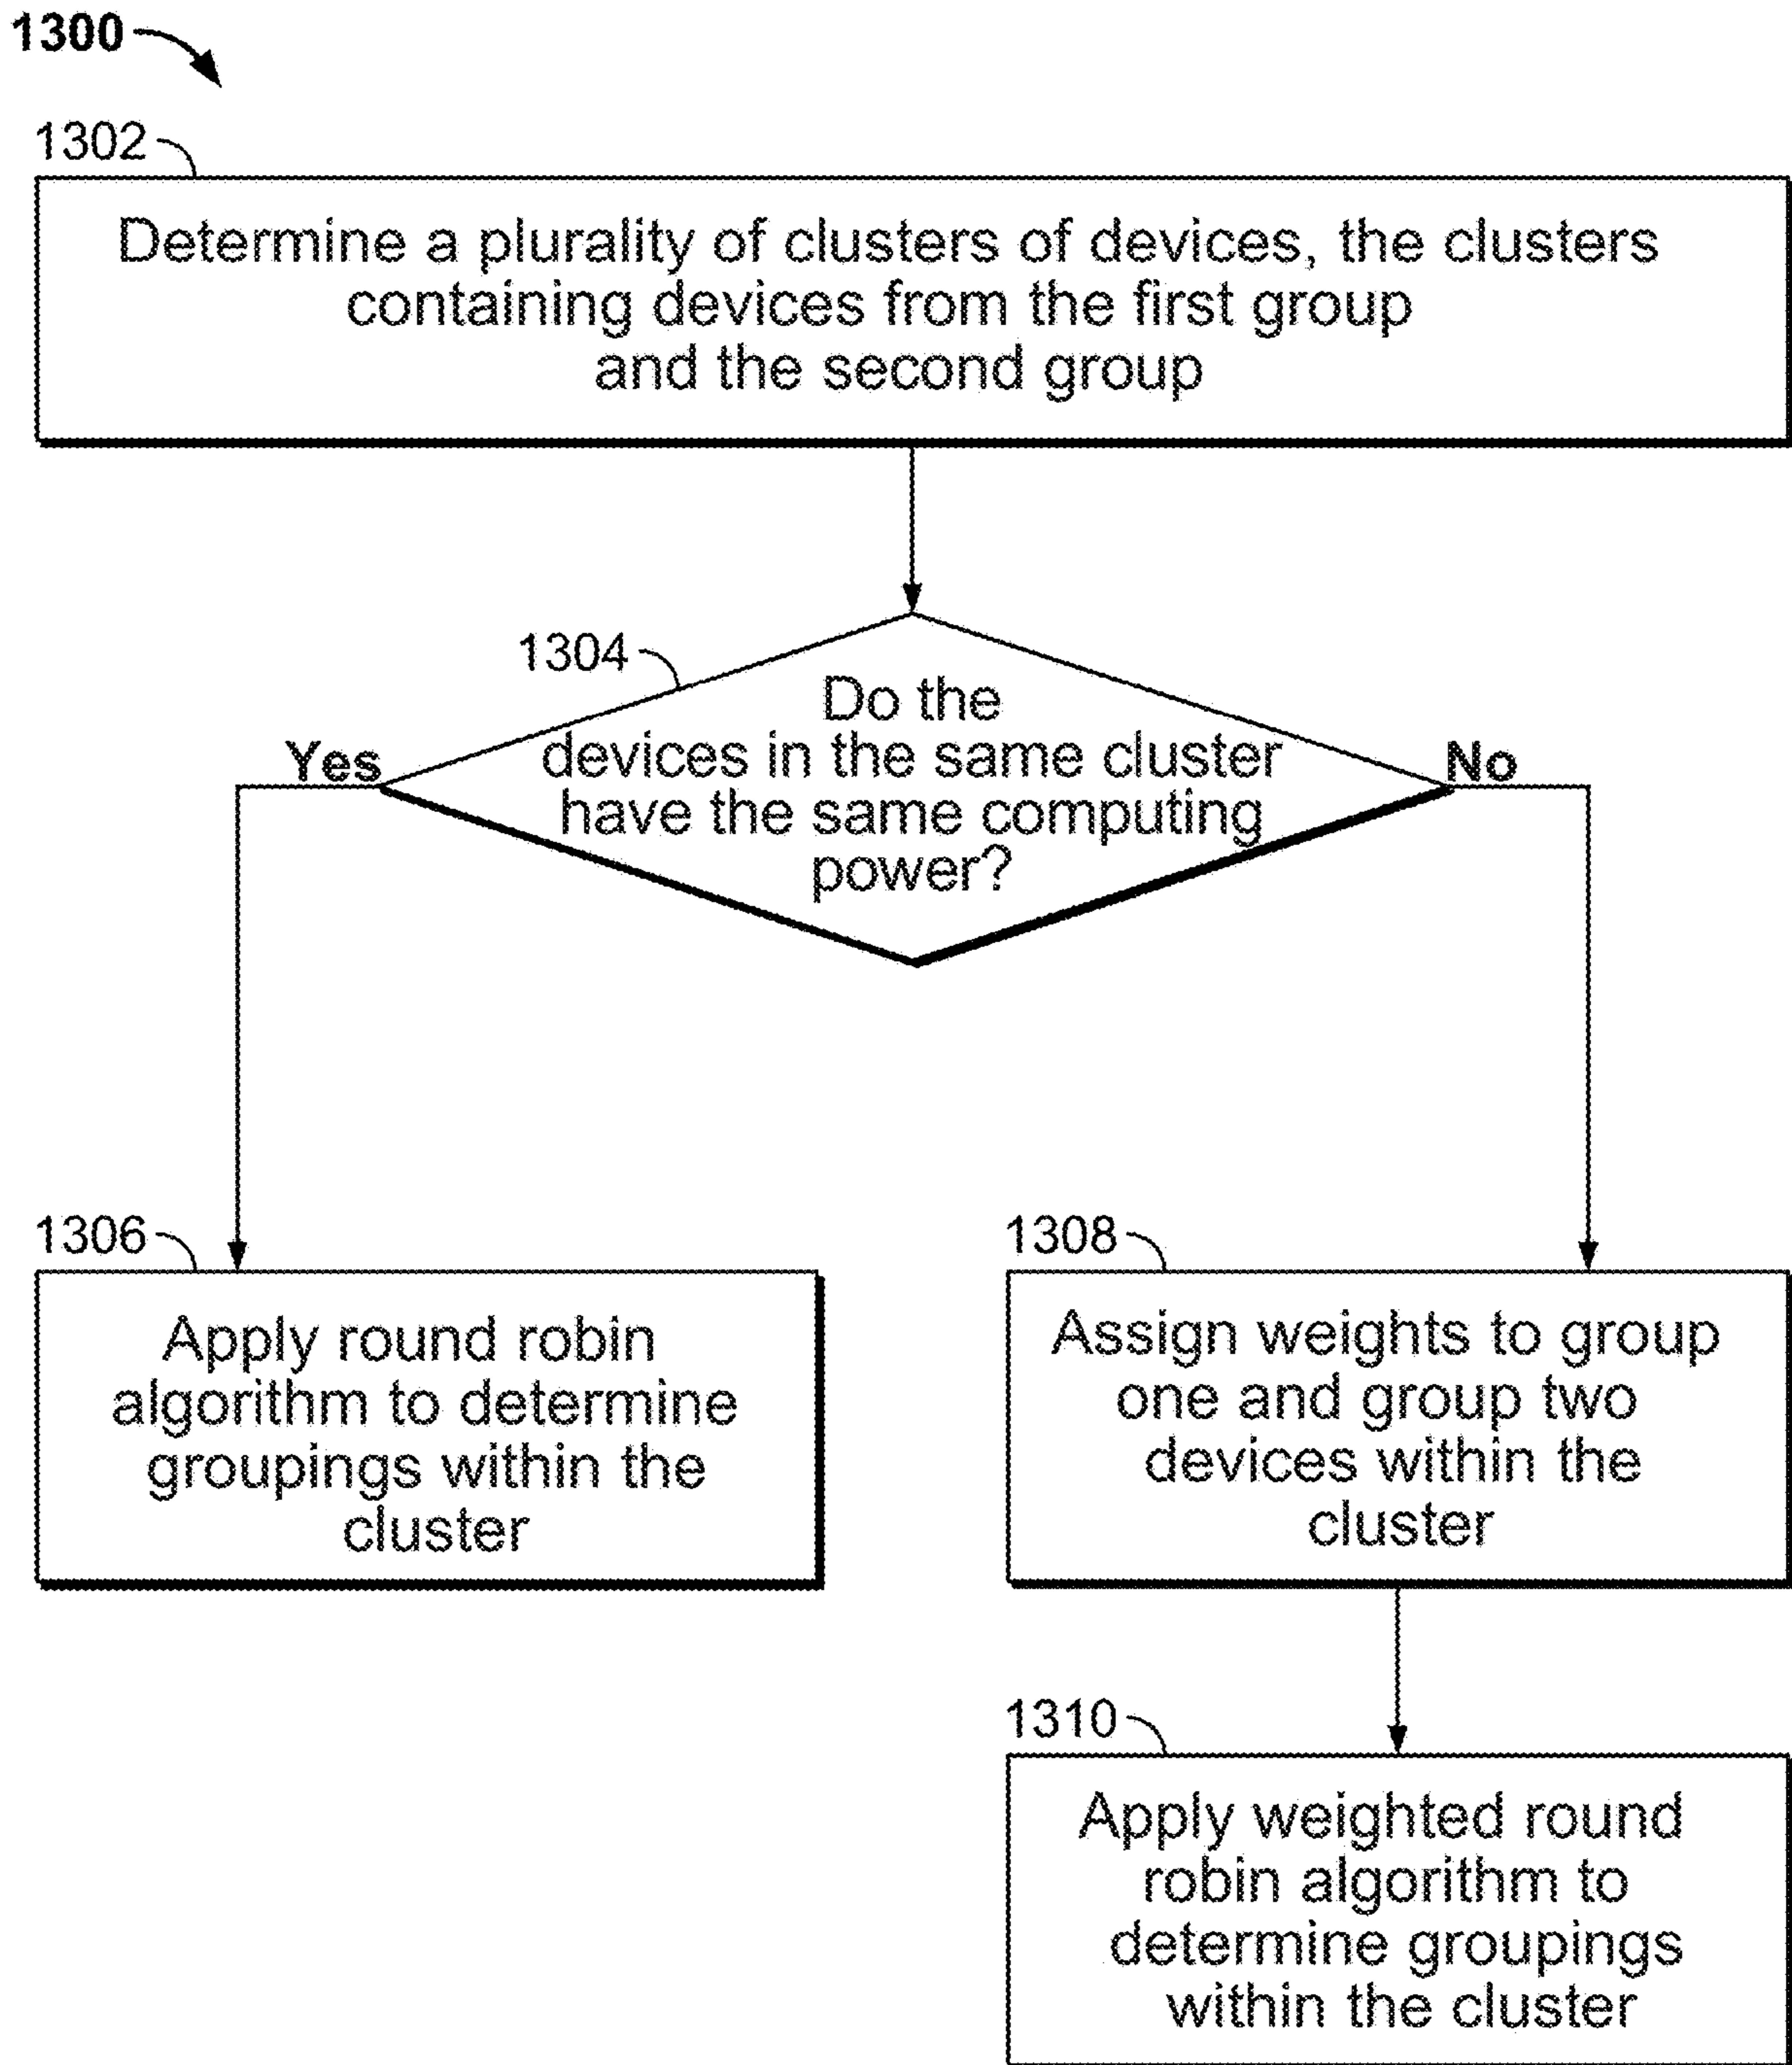 1300
1302
Determine a plurality of clusters of devices, the clusters
containing devices from the first group
and the second group
1304
Do the
devices in the same cluster
have the same computing
power?
Yes
No
1306
Apply round robin
algorithm to determine
groupings within the
cluster
1308
Assign weights to group
one and group two
devices within the
cluster
1310
Apply weighted round
robin algorithm to
determine groupings
within the cluster